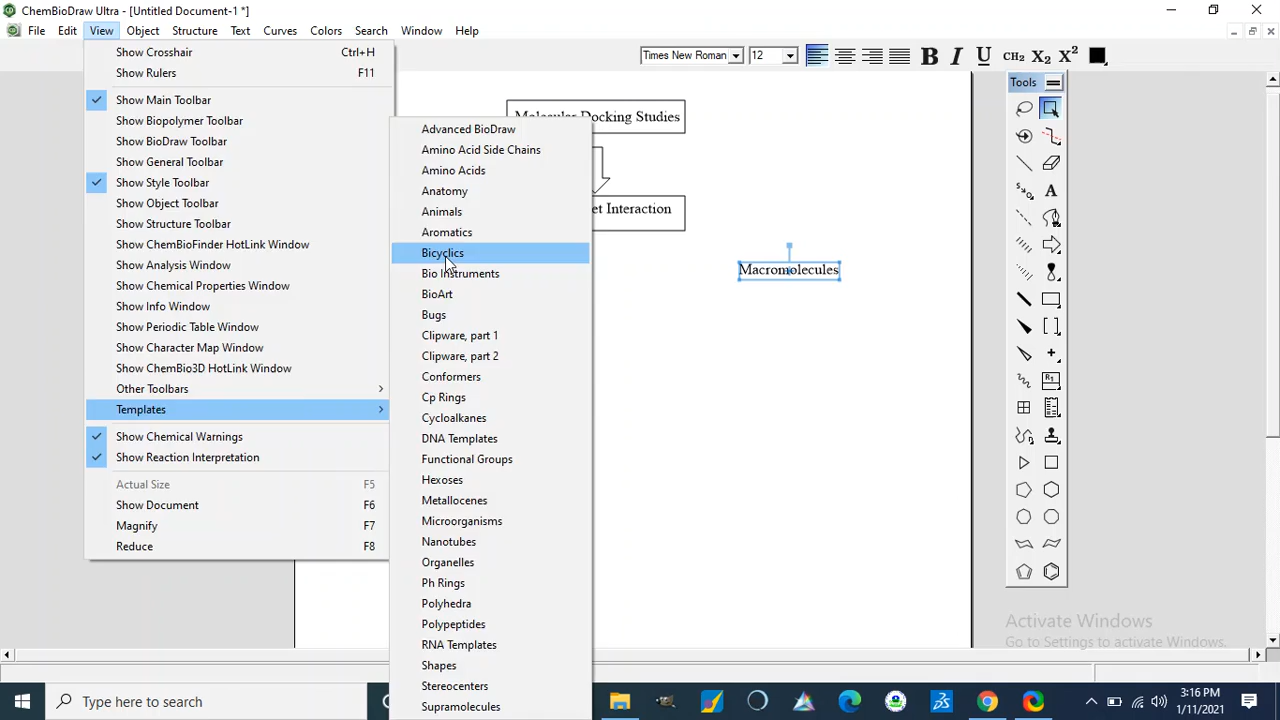 ChemBioDraw Ultra - [Untitled Document-1 *]
File Edit View Object Structure Text Curves Colors Search Window Help
Show Crosshair Ctrl+H
Show Rulers F11
Show Main Toolbar
Show Biopolymer Toolbar
Show BioDraw Toolbar
Show General Toolbar
Show Style Toolbar
Show Object Toolbar
Show Structure Toolbar
Show ChemBioFinder HotLink Window
Show Analysis Window
Show Chemical Properties Window
Show Info Window
Show Periodic Table Window
Show Character Map Window
Show ChemBio3D HotLink Window
Other Toolbars
Templates
Show Chemical Warnings
Show Reaction Interpretation
Actual Size F5
Show Document F6
Magnify F7
Reduce F8
Advanced BioDraw
Amino Acid Side Chains
Amino Acids
Anatomy
Animals
Aromatics
Bicyclics
Bio Instruments
BioArt
Bugs
Clipware, part 1
Clipware, part 2
Conformers
Cp Rings
Cycloalkanes
DNA Templates
Functional Groups
Hexoses
Metallocenes
Microorganisms
Nanotubes
Organelles
Ph Rings
Polyhedra
Polypeptides
RNA Templates
Shapes
Stereocenters
Supramolecules
Times New Roman 12 B I U CH2 X2 X2
Molecular Docking Studies
et Interaction
Macromolecules
Tools
A
R1
Activate Windows
Go to Settings to activate Windows.
Type here to search
3:16 PM
1/11/2021